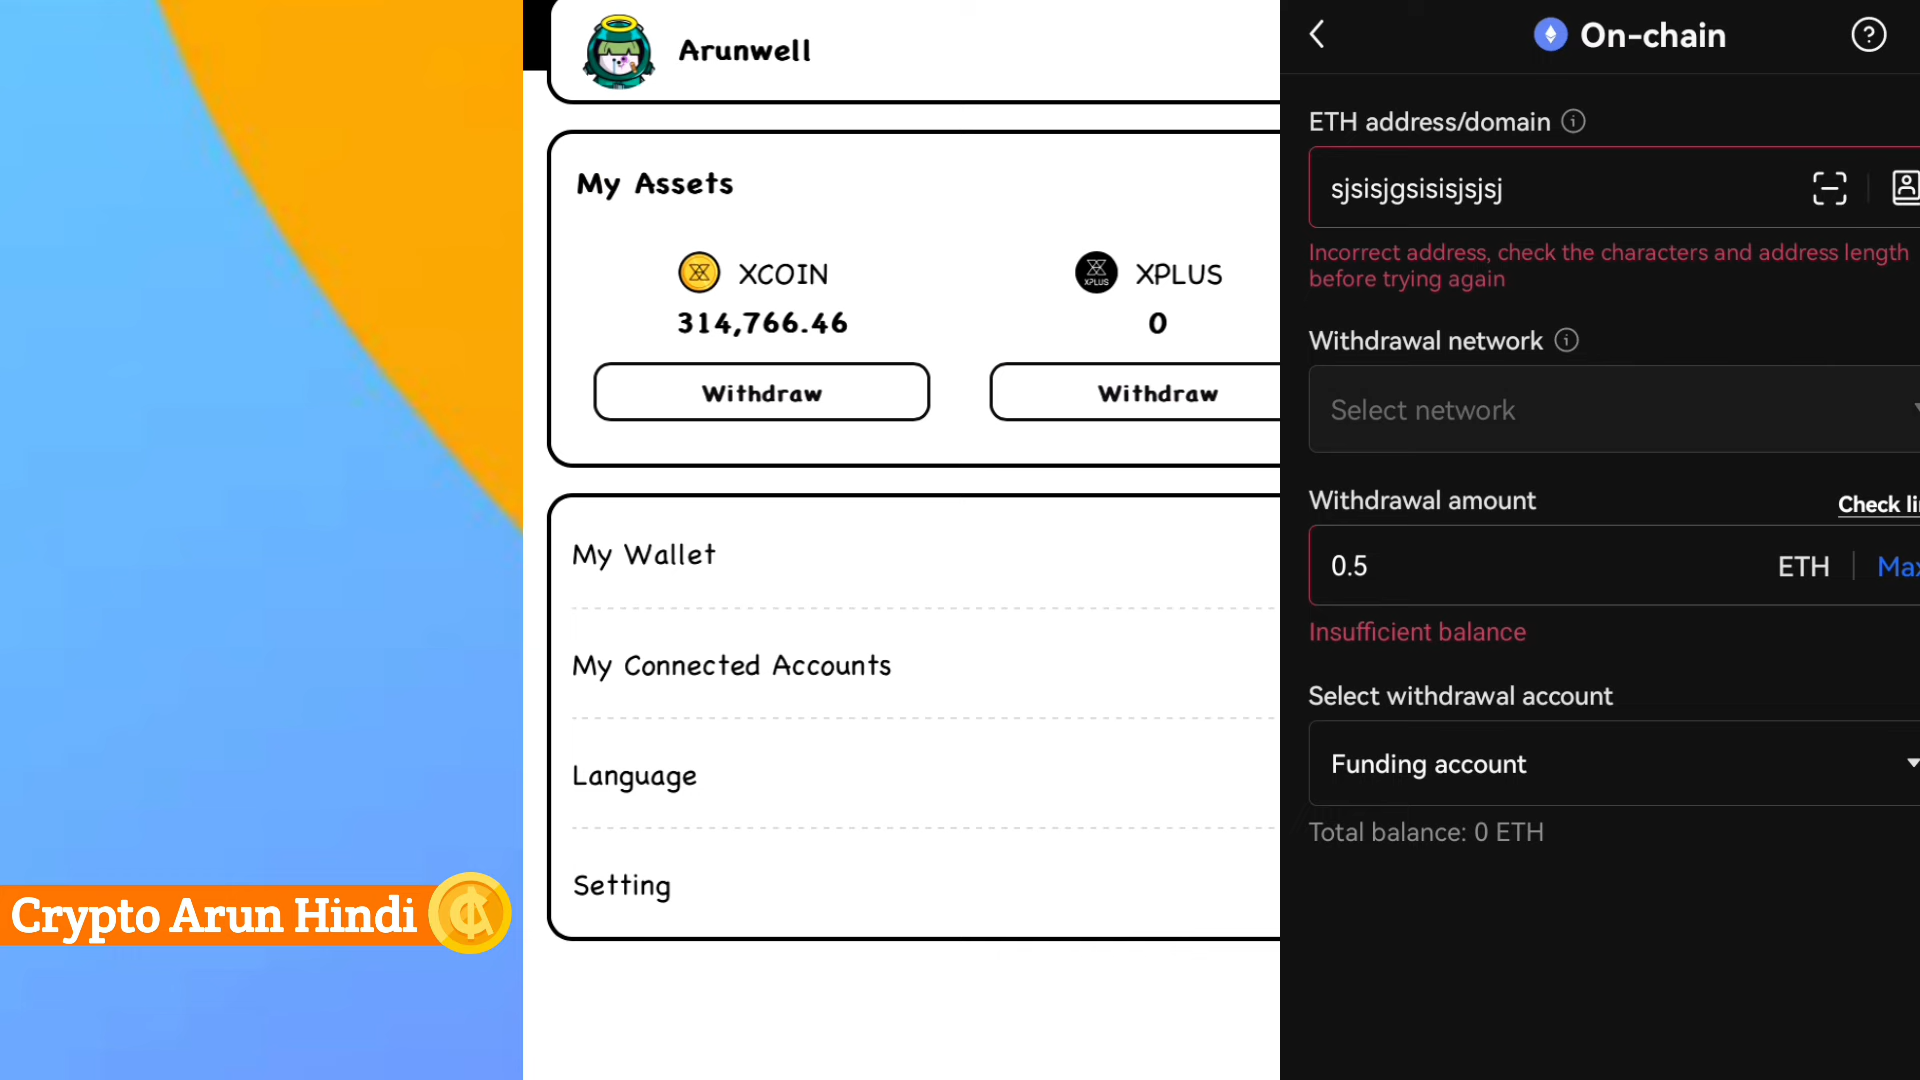 Crypto Arun Hindi
Arunwell
My Assets
XCOIN
314,766.46
Withdraw
XPLUS
XPLUS
0
Withdraw
My Wallet
My Connected Accounts
Language
Setting
On-chain
ETH address/domain
sjsisjgsisisjsjsj
Incorrect address, check the characters and address length
before trying again
Withdrawal network
Select network
Withdrawal amount
Check
0.5
ETH
Max
Insufficient balance
Select withdrawal account
Funding account
Total balance: 0 ETH